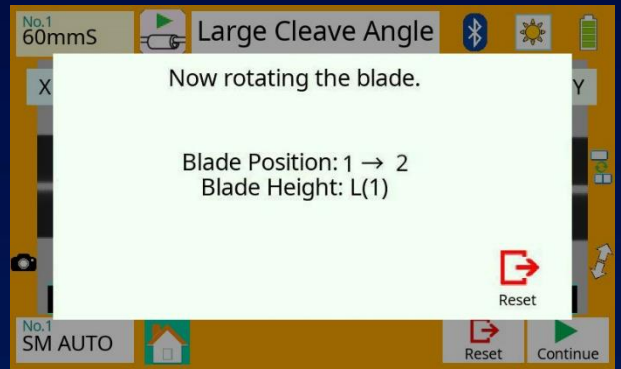 No.1
60mmS
Large Cleave Angle
X
Y
Now rotating the blade.
Blade Position: 1 → 2
Blade Height: L(1)
Reset
No.1
SM AUTO
Reset
Continue